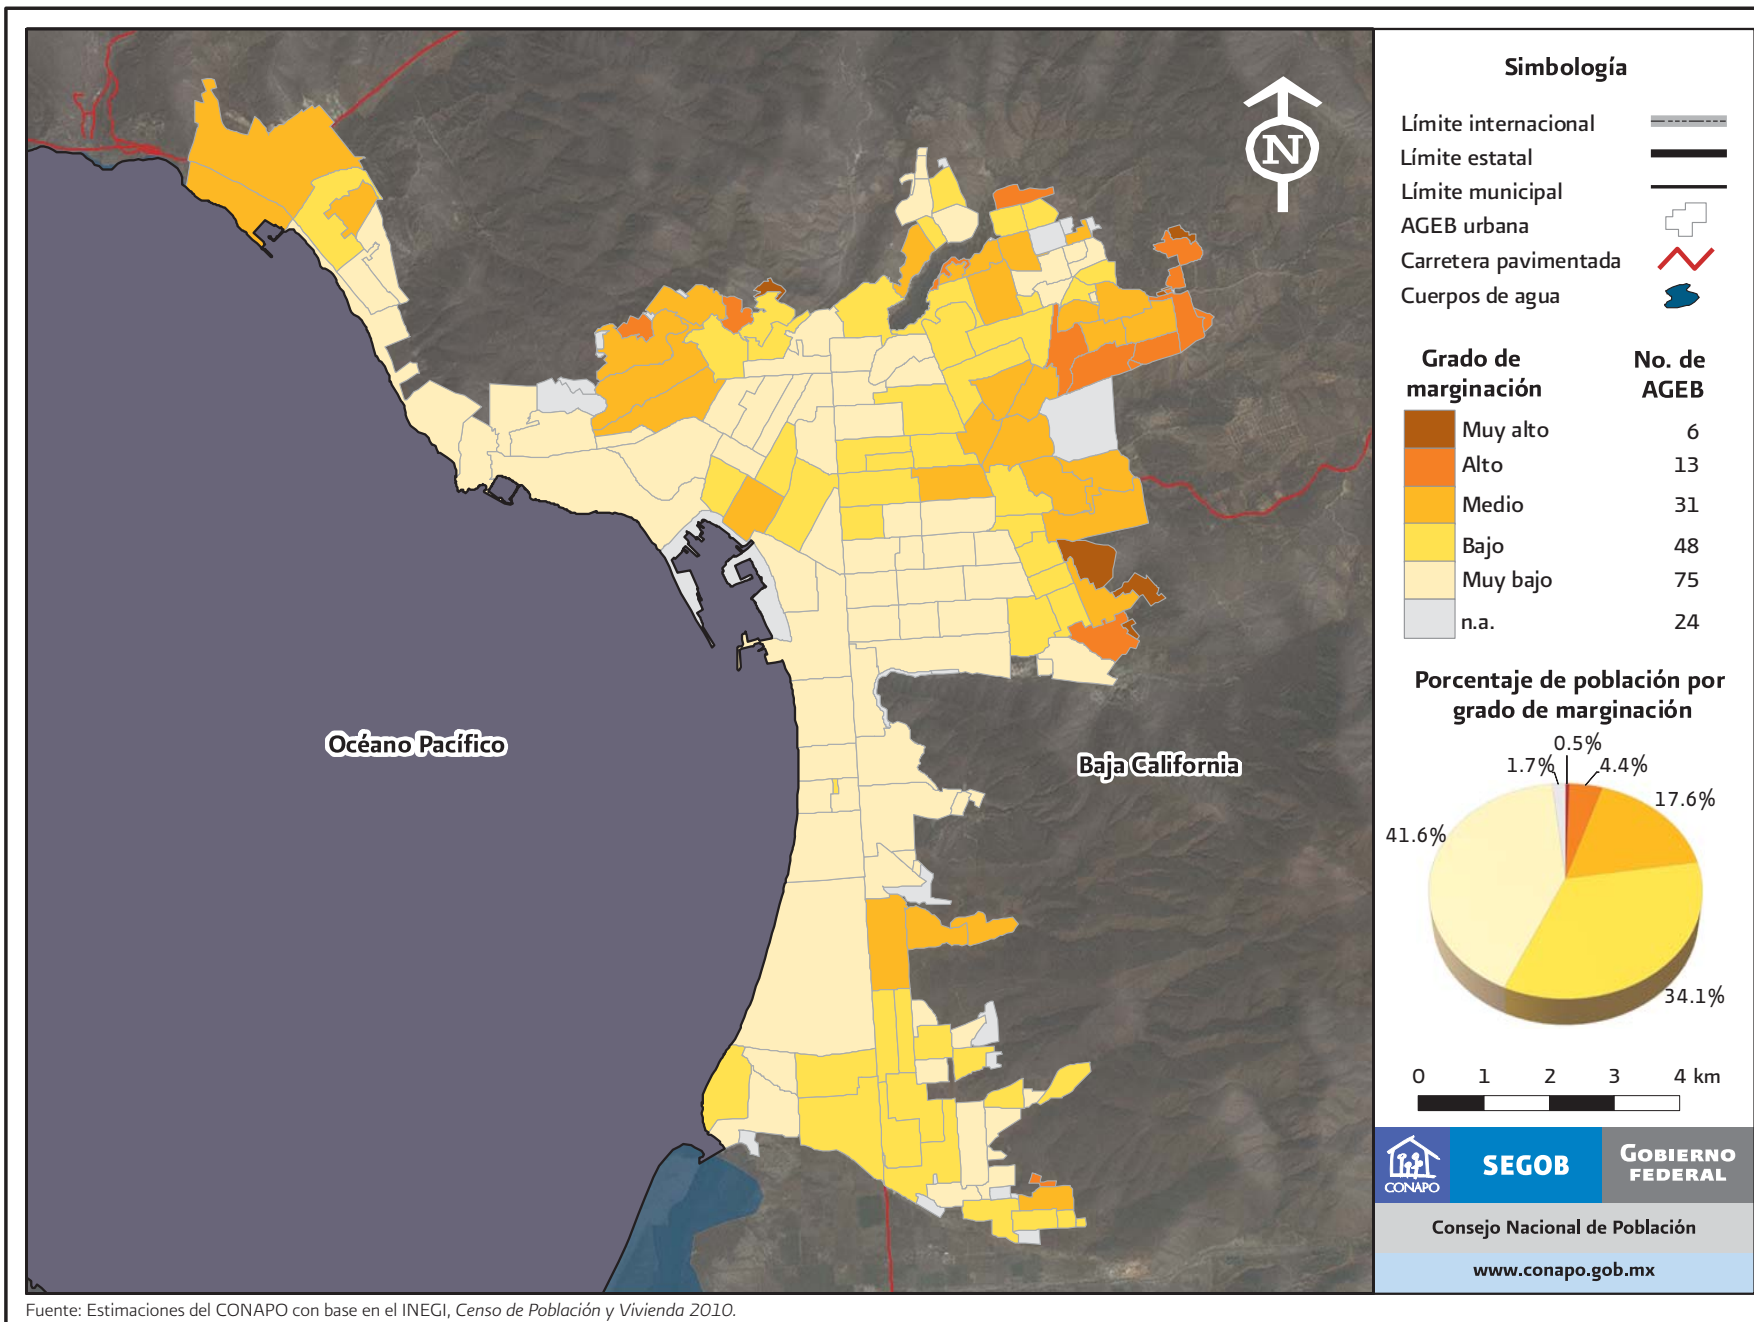 N
Océano Pacífico
Baja California
Simbología
Límite internacional
Límite estatal
Límite municipal
AGEB urbana
Carretera pavimentada
Cuerpos de agua
Grado de marginación
No. de AGEB
Muy alto 6
Alto 13
Medio 31
Bajo 48
Muy bajo 75
n.a. 24
Porcentaje de población por
grado de marginación
0.5%
1.7%
4.4%
17.6%
41.6%
34.1%
0 1 2 3 4 km
CONAPO
SEGOB
GOBIERNO
FEDERAL
Consejo Nacional de Población
www.conapo.gob.mx
Fuente: Estimaciones del CONAPO con base en el INEGI, Censo de Población y Vivienda 2010.